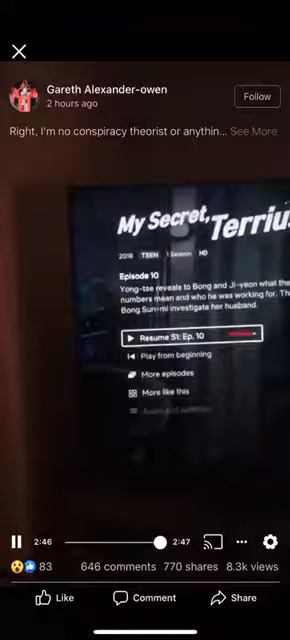 Gareth Alexander-owen
2 hours ago
Follow
Right, I'm no conspiracy theorist or anythin... See More
My Secret, Terriu
2018 TEEN 1 Season HD
Episode 10
Yong-tae reveals to Bong and Ji-yeon what the
numbers mean and who he was working for. Th
Bong Sun-mi investigate her husband.
Resume S1: Ep. 10
Play from beginning
More episodes
More like this
2:46
2:47
83
646 comments 770 shares 8.3k views
Like
Comment
Share